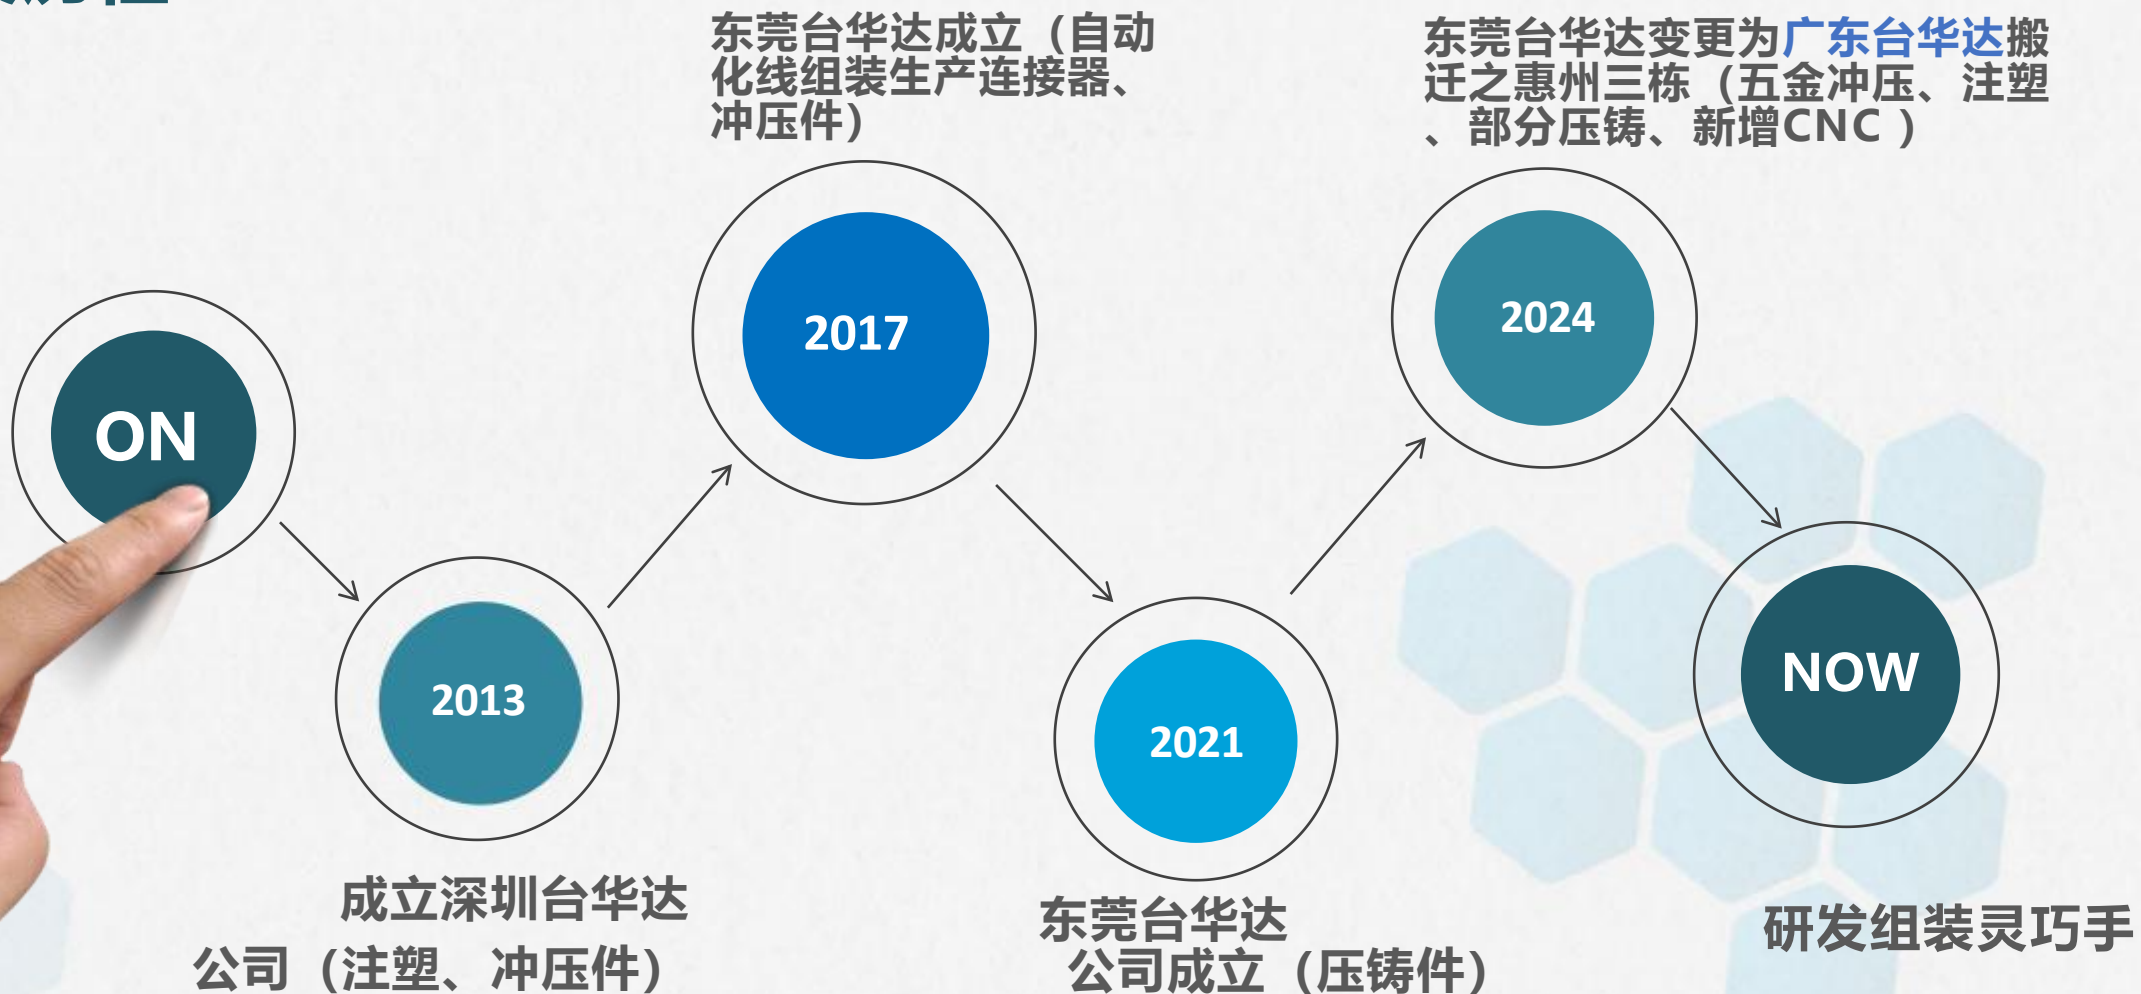 东莞台华达成立（自动
化线组装生产连接器、
冲压件）
东莞台华达变更为广东台华达搬
迁之惠州三栋（五金冲压、注塑
、部分压铸、新增CNC ）
ON
2013
2017
2021
2024
NOW
成立深圳台华达
公司（注塑、冲压件）
东莞台华达
公司成立（压铸件）
研发组装灵巧手